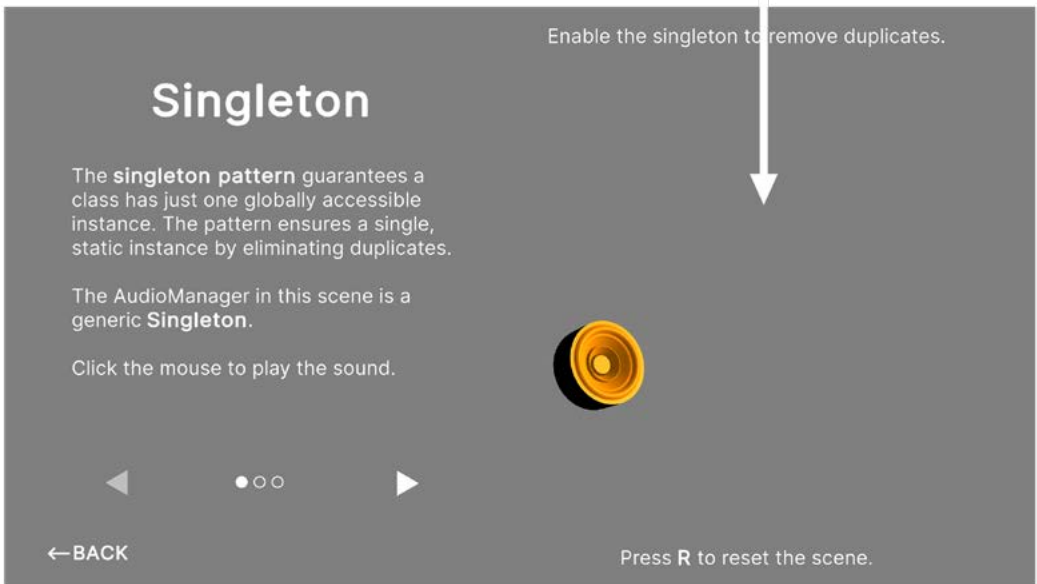 Enable the singleton to remove duplicates.
Singleton
The singleton pattern guarantees a
class has just one globally accessible
instance. The pattern ensures a single,
static instance by eliminating duplicates.
The AudioManager in this scene is a
generic Singleton.
Click the mouse to play the sound.
←BACK
Press R to reset the scene.